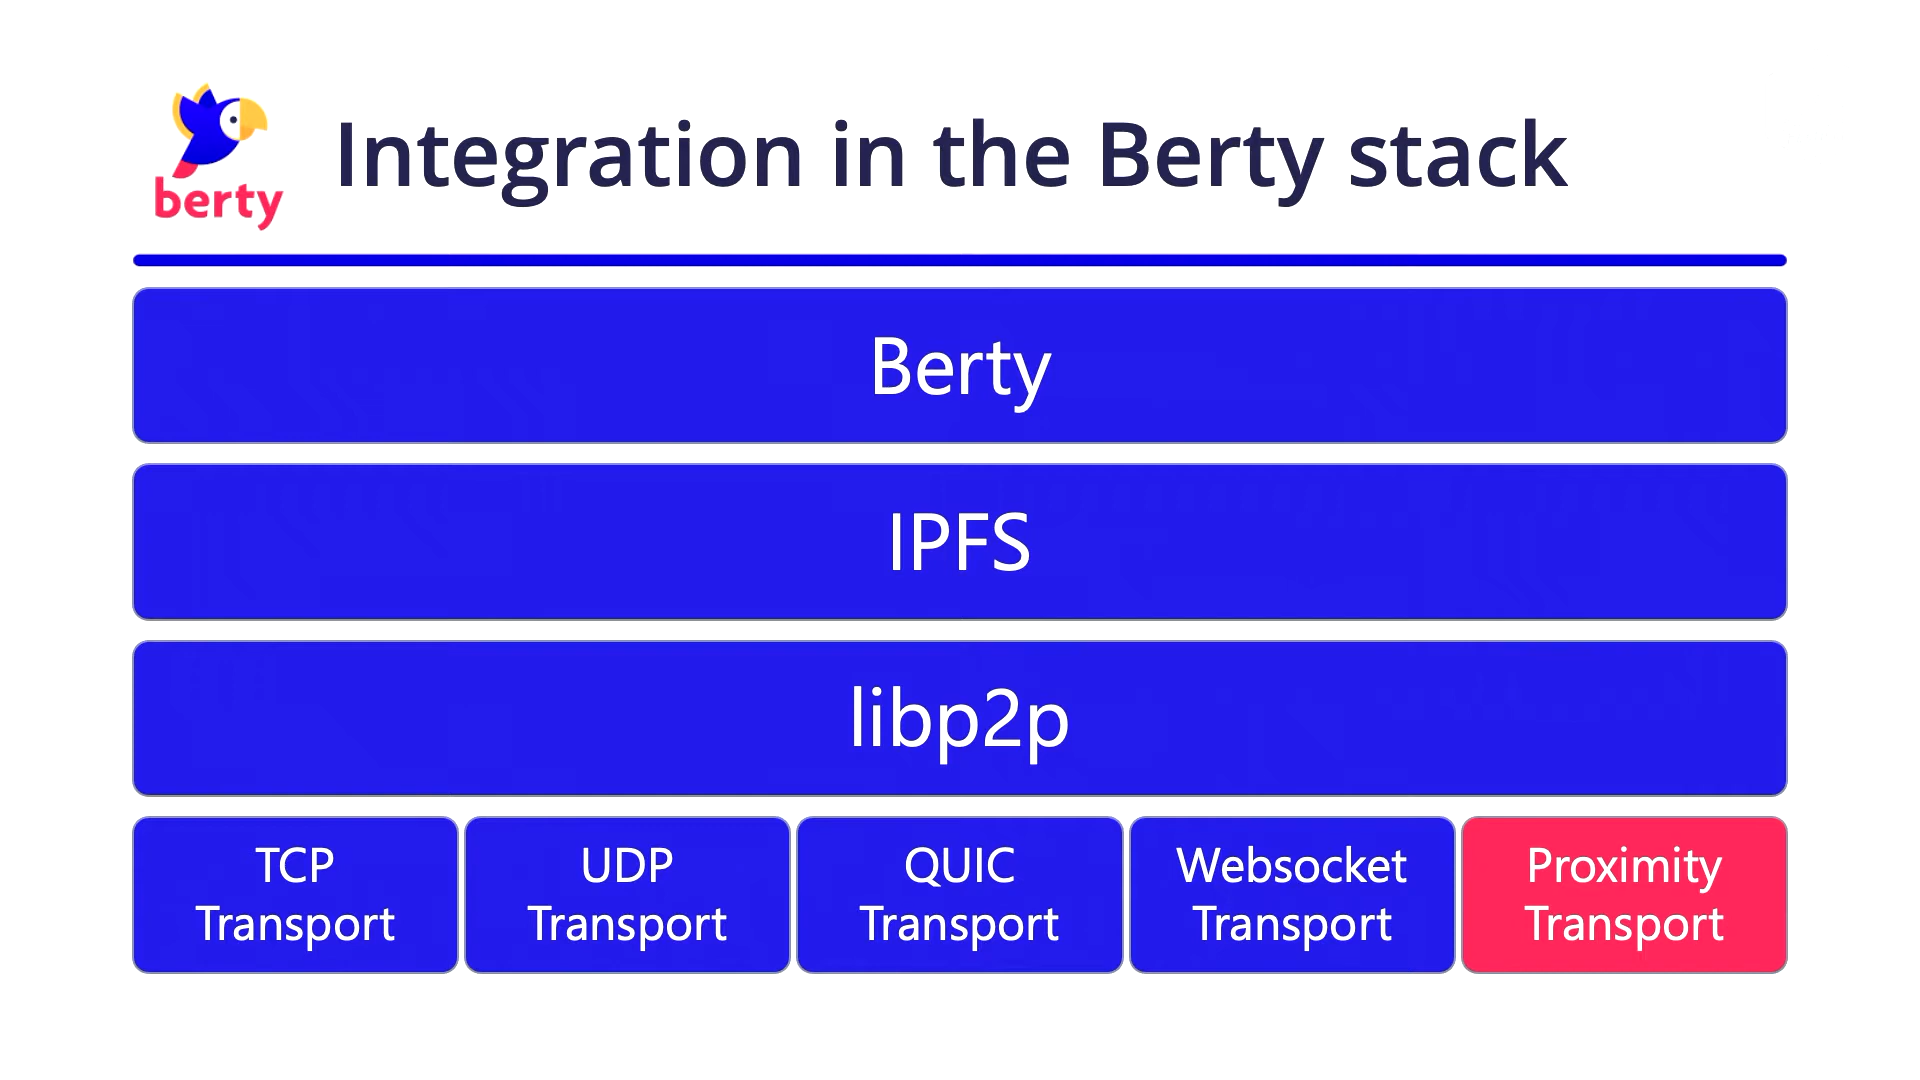 berty
Integration in the Berty stack
Berty
IPFS
libp2p
TCP
Transport
UDP
Transport
QUIC
Transport
Websocket
Transport
Proximity
Transport